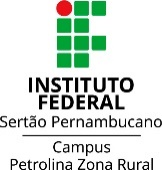 INSTITUTO
FEDERAL
Sertão Pernambucano
Campus
Petrolina Zona Rural